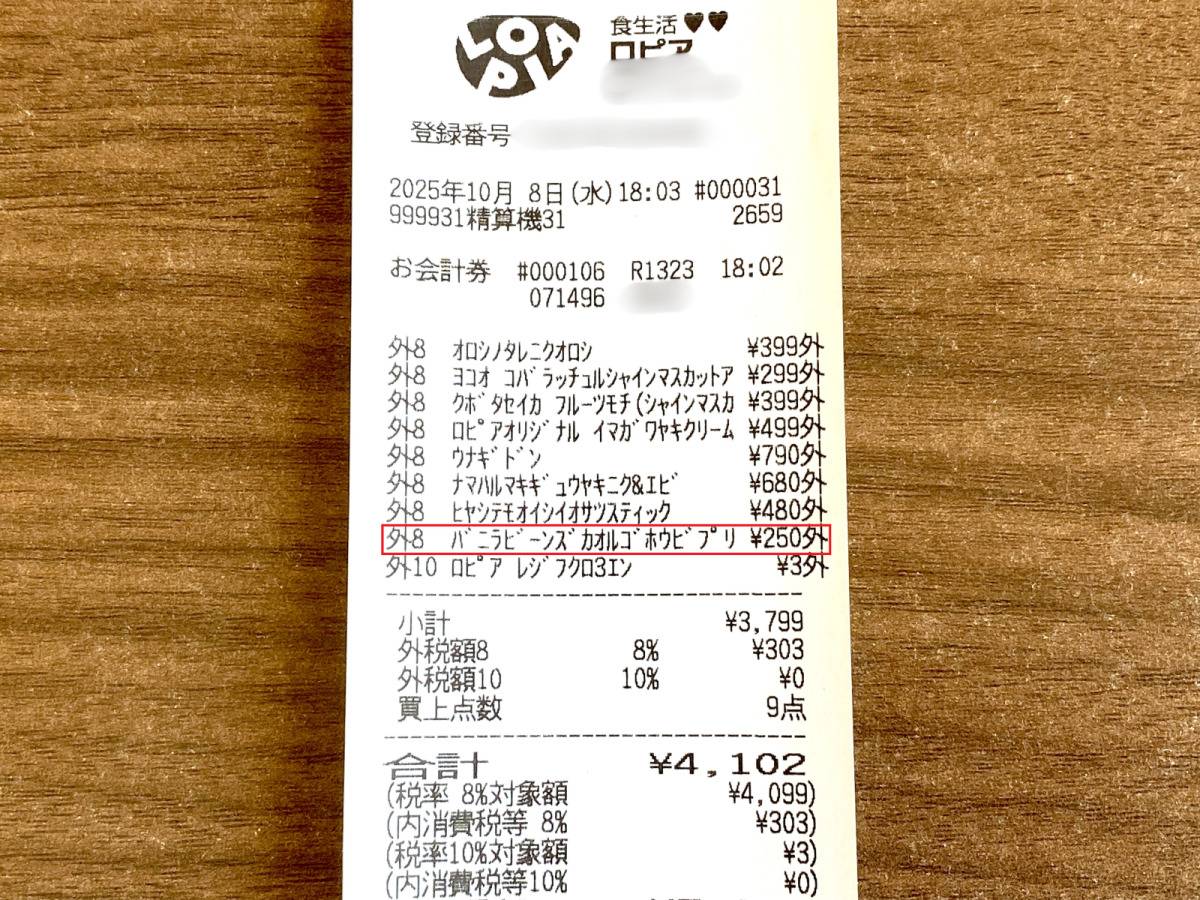 LOPIA
食生活♥♥
ロピア
登録番号
2025年10月 8日(水)18:03 #000031
999931精算機31 2659
お会計券 #000106 R1323 18:02
071496
外8 ｵﾛｼﾉﾀﾚﾆｸｵﾛｼ ¥399外
外8 ﾖｺｵ ｺﾊﾞﾗｯﾁｭﾙｼｬｲﾝﾏｽｶｯﾄｱ ¥299外
外8 ｸﾎﾞﾀｾｲｶ ﾌﾙｰﾂﾓﾁ(ｼｬｲﾝﾏｽｶ ¥399外
外8 ﾛﾋﾟｱｵﾘｼﾞﾅﾙ ｲﾏｶﾞﾜﾔｷｸﾘｰﾑ ¥499外
外8 ｳﾅｷﾞﾄﾞﾝ ¥790外
外8 ﾅﾏﾊﾙﾏｷｷﾞｭｳﾔｷﾆｸ&ｴﾋﾞ ¥680外
外8 ﾋﾔｼﾃﾓｵｲｼｲｵｻﾂｽﾃｨｯｸ ¥480外
外8 ﾊﾞﾆﾗﾋﾞｰﾝｽﾞｶｵﾙｺﾞﾎｳﾋﾞﾌﾟﾘ ¥250外
外10 ﾛﾋﾟｱ ﾚｼﾞﾌｸﾛ3ｴﾝ ¥3外
小計 ¥3,799
外税額8 8% ¥303
外税額10 10% ¥0
買上点数 9点
合計 ¥4,102
(税率 8%対象額 ¥4,099)
(内消費税等 8% ¥303)
(税率10%対象額 ¥3)
(内消費税等10% ¥0)